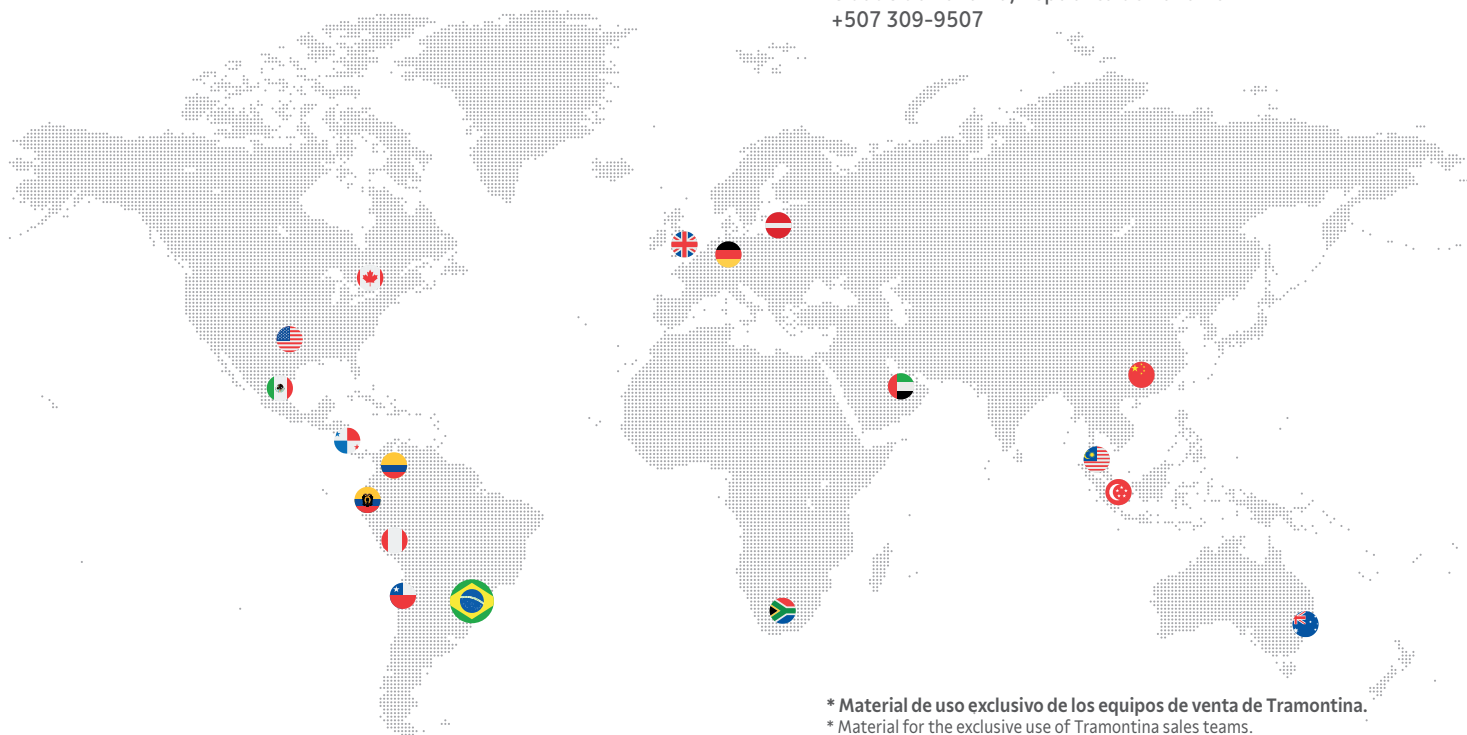 +507 309-9507
* Material de uso exclusivo de los equipos de venta de Tramontina.
* Material for the exclusive use of Tramontina sales teams.